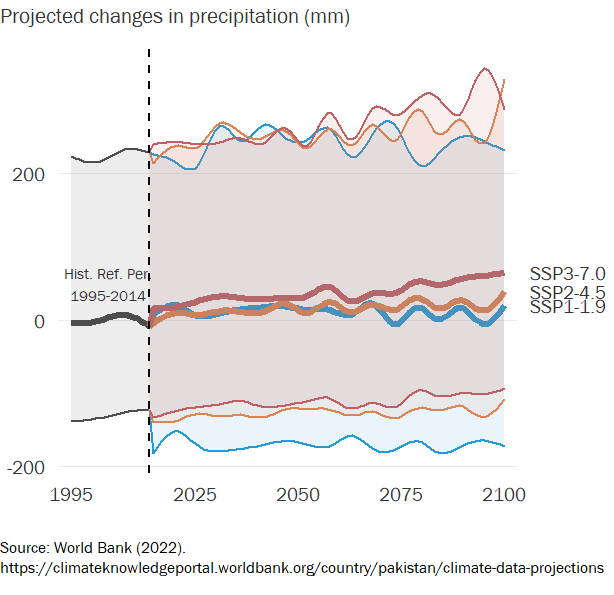 Projected changes in precipitation (mm)
200
Hist. Ref. Per.
1995-2014
SSP3-7.0
SSP2-4.5
SSP1-1.9
0
-200
1995
2025
2050
2075
2100
Source: World Bank (2022).
https://climateknowledgeportal.worldbank.org/country/pakistan/climate-data-projections